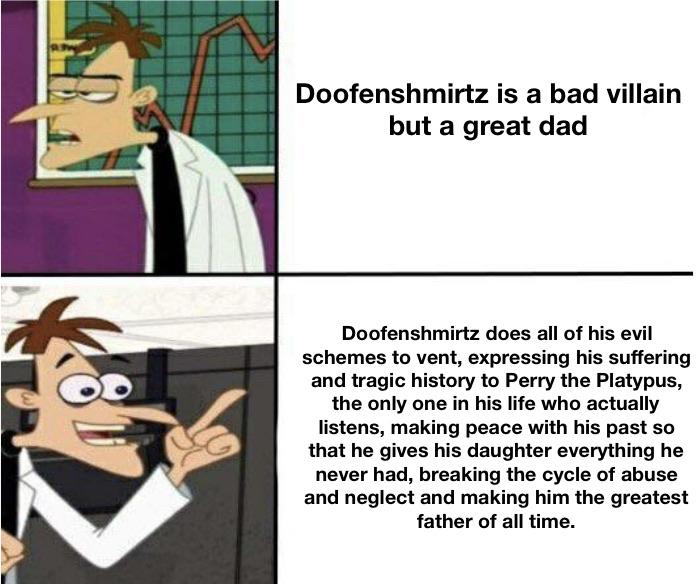 Doofenshmirtz is a bad villain
but a great dad
Doofenshmirtz does all of his evil
schemes to vent, expressing his suffering
and tragic history to Perry the Platypus,
the only one in his life who actually
listens, making peace with his past so
that he gives his daughter everything he
never had, breaking the cycle of abuse
and neglect and making him the greatest
father of all time.